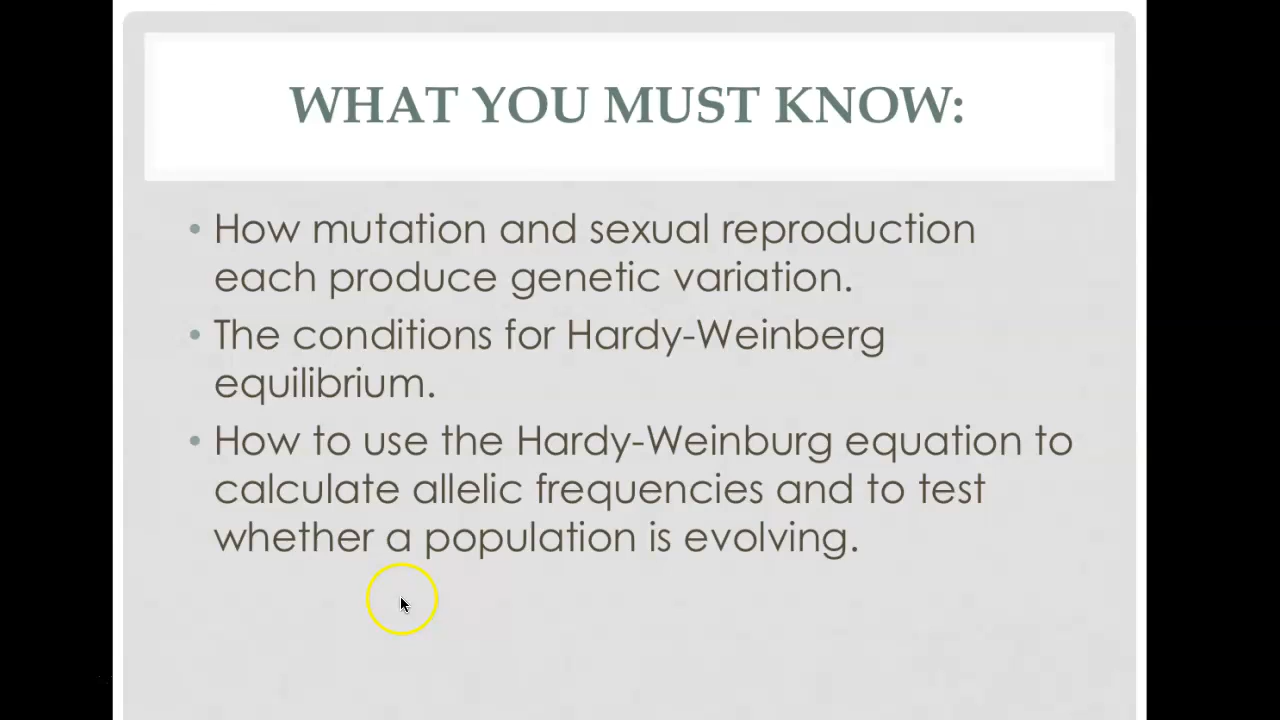 WHAT YOU MUST KNOW:
• How mutation and sexual reproduction
each produce genetic variation.
• The conditions for Hardy-Weinberg
equilibrium.
• How to use the Hardy-Weinburg equation to
calculate allelic frequencies and to test
whether a population is evolving.